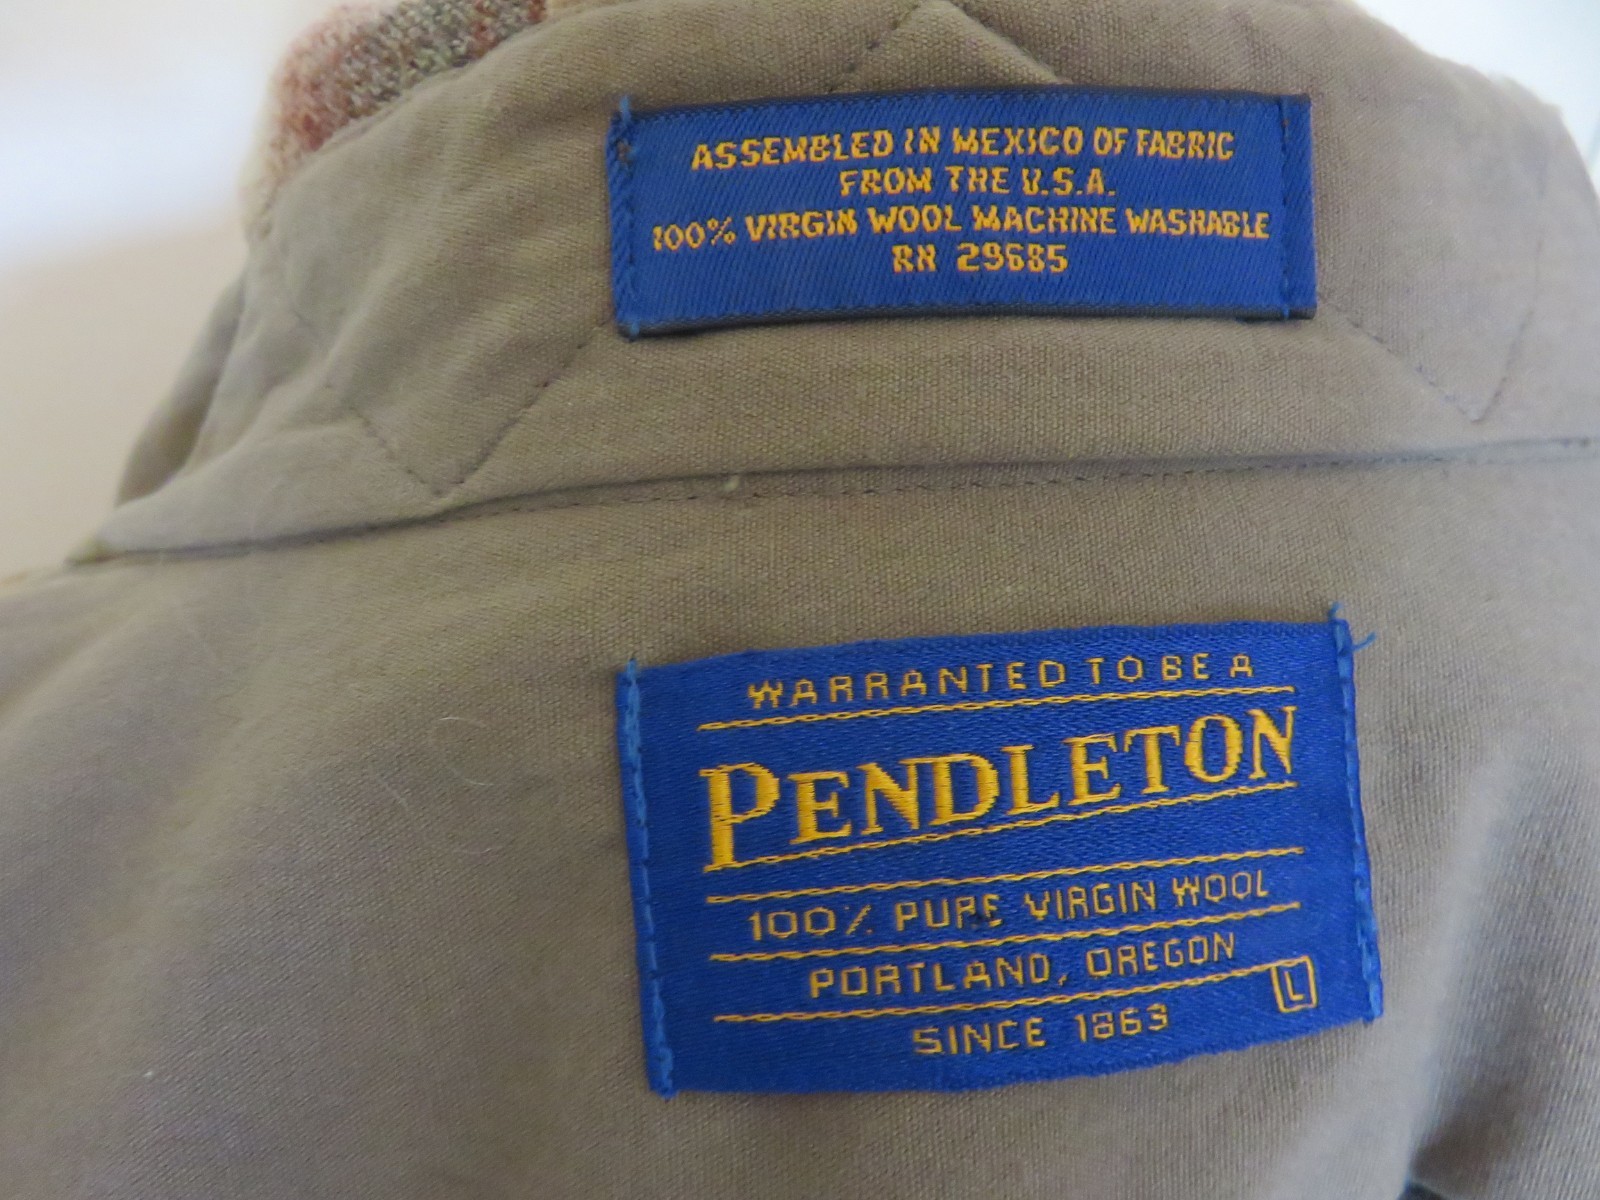 ASSEMBLED IN MEXICO OF FABRIC
FROM THE U.S.A.
100% VIRGIN WOOL MACHINE WASHABLE
RN 29685
WARRANTED TO BE A
PENDLETON
100% PURE VIRGIN WOOL
PORTLAND, OREGON
SINCE 1863
L